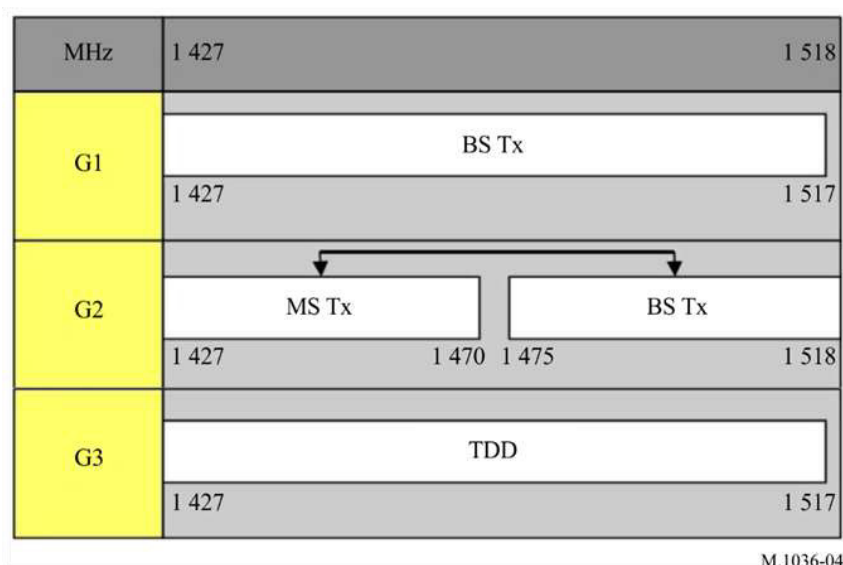 MHz 1 427 1 518
G1 BS Tx
1 427 1 517
G2 MS Tx BS Tx
1 427 1 470 1 475 1 518
G3 TDD
1 427 1 517
M.1036-04